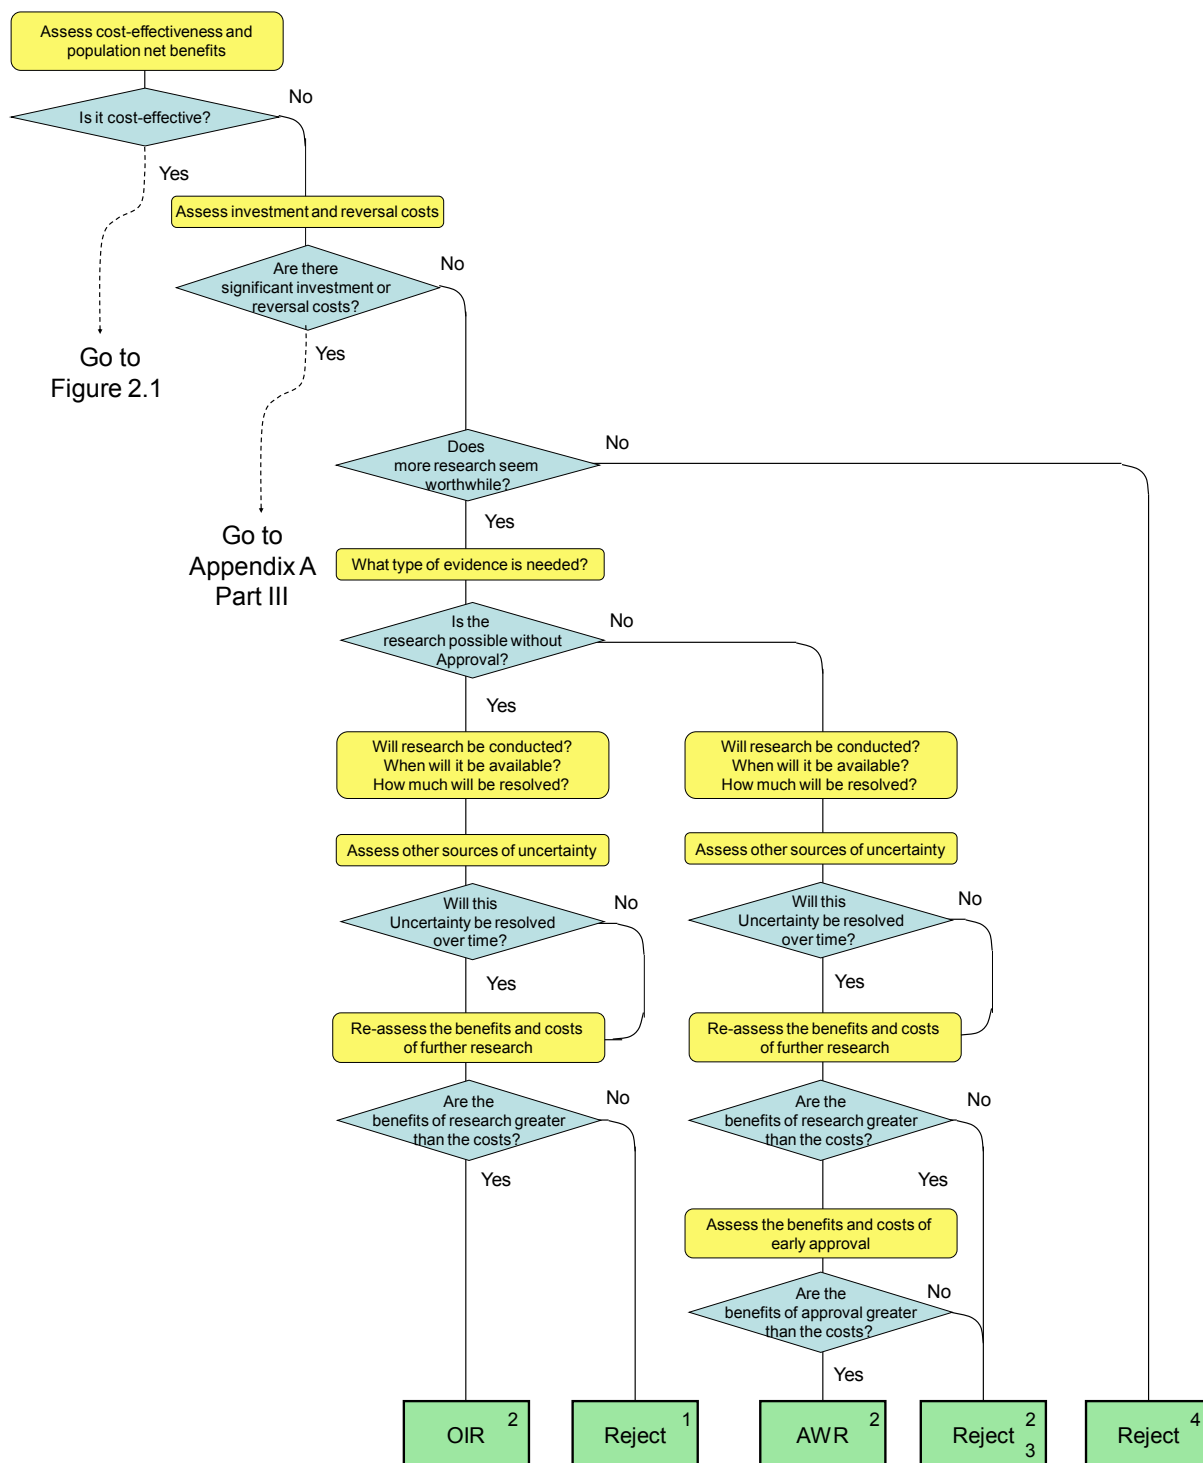 Assess cost-effectiveness and
population net benefits
No
Is it cost-effective?
Yes
Assess investment and reversal costs
Are there
significant investment or
reversal costs?
No
Go to
Figure 2.1
Yes
Does
more research seem
worthwhile?
No
Go to
Appendix A
Part III
Yes
What type of evidence is needed?
Is the
research possible without
Approval?
No
Yes
Will research be conducted?
When will it be available?
How much will be resolved?
Will research be conducted?
When will it be available?
How much will be resolved?
Assess other sources of uncertainty
Assess other sources of uncertainty
Will this
Uncertainty be resolved
over time?
No
Will this
Uncertainty be resolved
over time?
No
Yes
Yes
Re-assess the benefits and costs
of further research
Re-assess the benefits and costs
of further research
Are the
benefits of research greater
than the costs?
No
Are the
benefits of research greater
than the costs?
No
Yes
Yes
Assess the benefits and costs of
early approval
Are the
benefits of approval greater
than the costs?
No
Yes
OIR 2
Reject 1
AWR 2
Reject 2
3
Reject 4